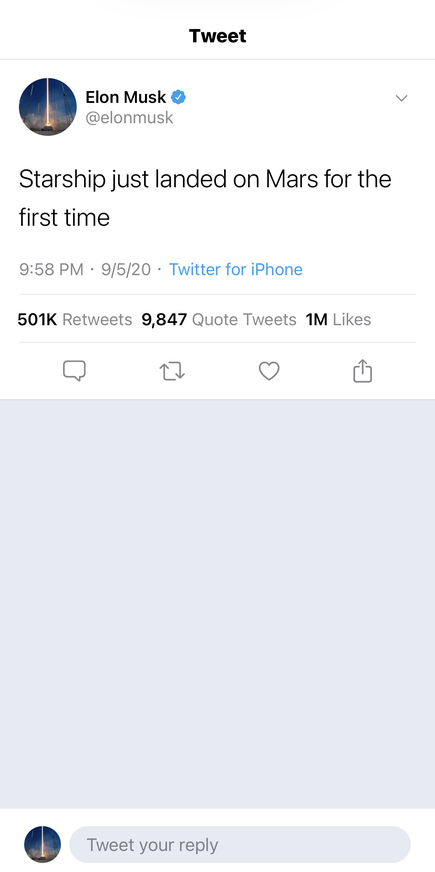 Tweet
Elon Musk
@elonmusk
Starship just landed on Mars for the
first time
9:58 PM · 9/5/20 · Twitter for iPhone
501K Retweets 9,847 Quote Tweets 1M Likes
Tweet your reply